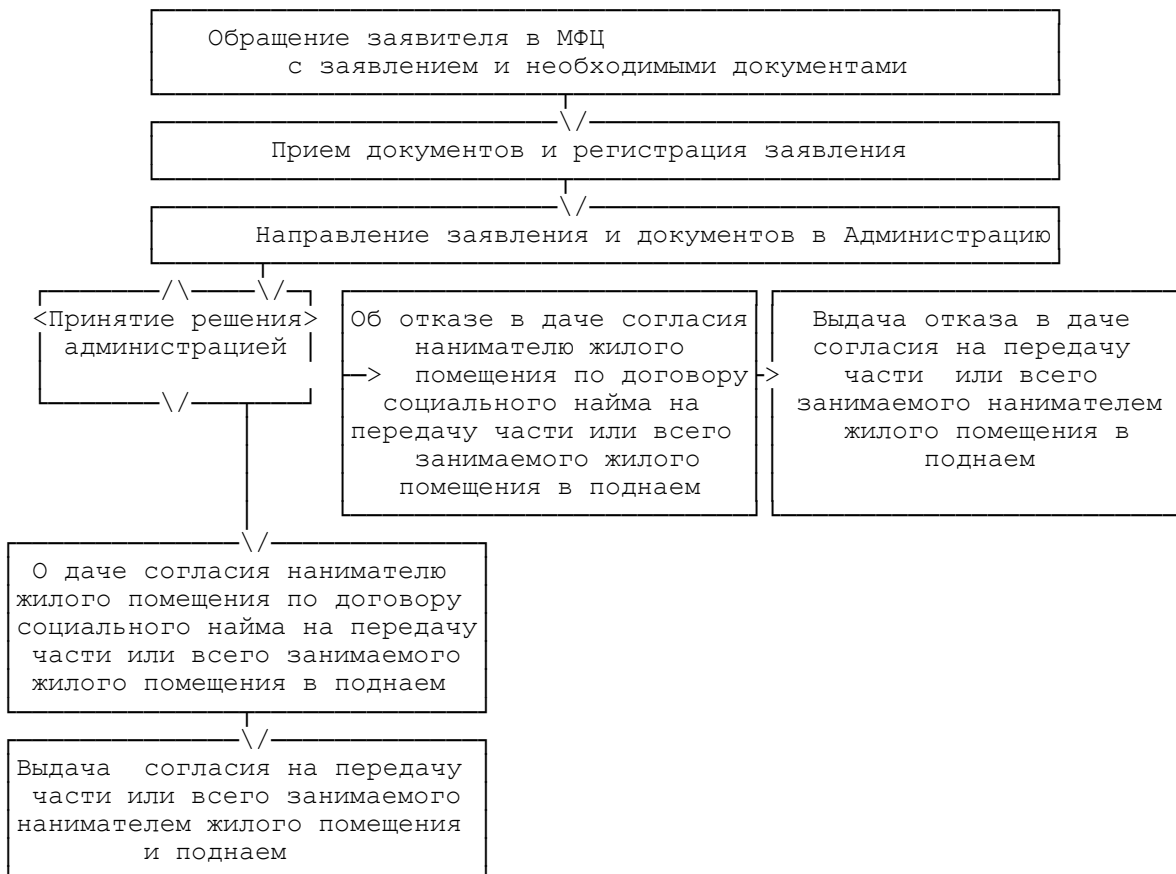 Обращение заявителя в МФЦ
с заявлением и необходимыми документами
Прием документов и регистрация заявления
Направление заявления и документов в Администрацию
<Принятие решения>
администрацией
Об отказе в даче согласия
нанимателю жилого
помещения по договору
социального найма на
передачу части или всего
занимаемого жилого
помещения в поднаем
Выдача отказа в даче
согласия на передачу
части или всего
занимаемого нанимателем
жилого помещения в
поднаем
О даче согласия нанимателю
жилого помещения по договору
социального найма на передачу
части или всего занимаемого
жилого помещения в поднаем
Выдача согласия на передачу
части или всего занимаемого
нанимателем жилого помещения
и поднаем